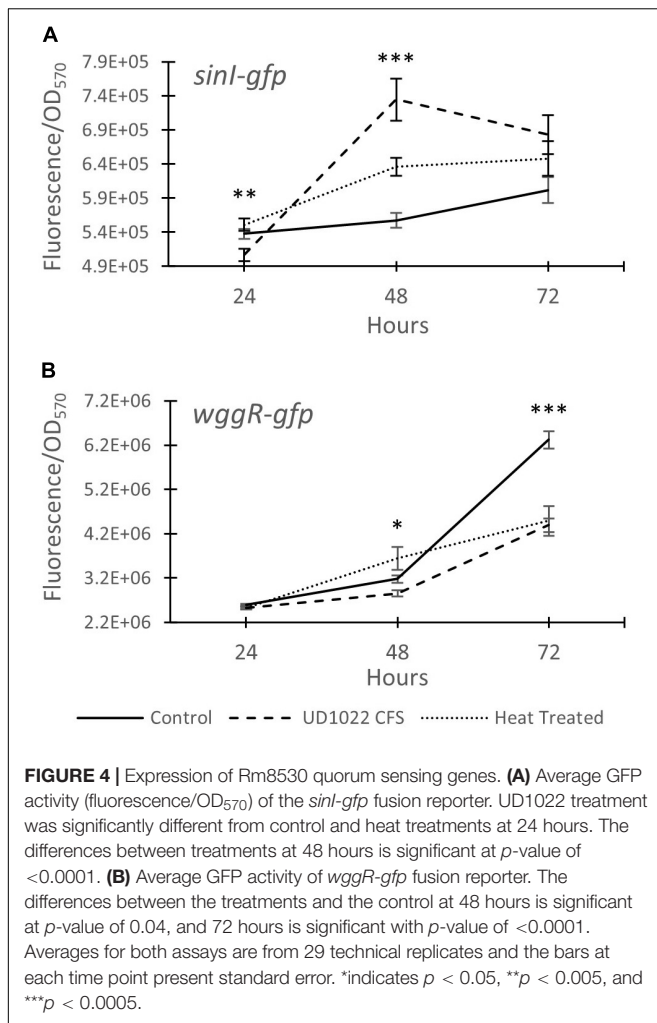 A
sinI-gfp
***
**
Fluorescence/OD570
7.9E+05
7.4E+05
6.9E+05
6.4E+05
5.9E+05
5.4E+05
4.9E+05
24 48 72
Hours
B
wggR-gfp
***
*
Fluorescence/OD570
7.2E+06
6.2E+06
5.2E+06
4.2E+06
3.2E+06
2.2E+06
24 48 72
Hours
Control UD1022 CFS Heat Treated
FIGURE 4 | Expression of Rm8530 quorum sensing genes. (A) Average GFP
activity (fluorescence/OD570) of the sinI-gfp fusion reporter. UD1022 treatment
was significantly different from control and heat treatments at 24 hours. The
differences between treatments at 48 hours is significant at p-value of
<0.0001. (B) Average GFP activity of wggR-gfp fusion reporter. The
differences between the treatments and the control at 48 hours is significant
at p-value of 0.04, and 72 hours is significant with p-value of <0.0001.
Averages for both assays are from 29 technical replicates and the bars at
each time point present standard error. *indicates p < 0.05, **p < 0.005, and
***p < 0.0005.